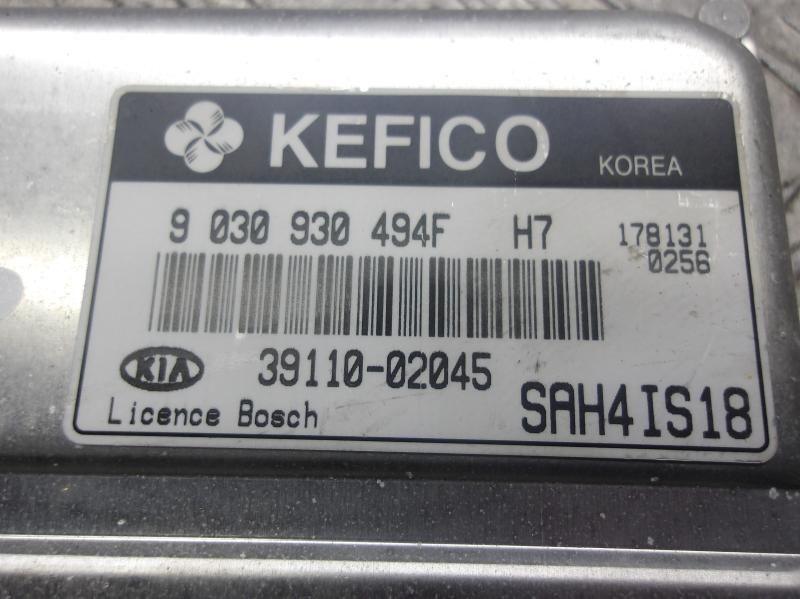 KEFICO KOREA
9 030 930 494F H7 178131
0256
KIA 39110-02045
Licence Bosch SAH4IS18